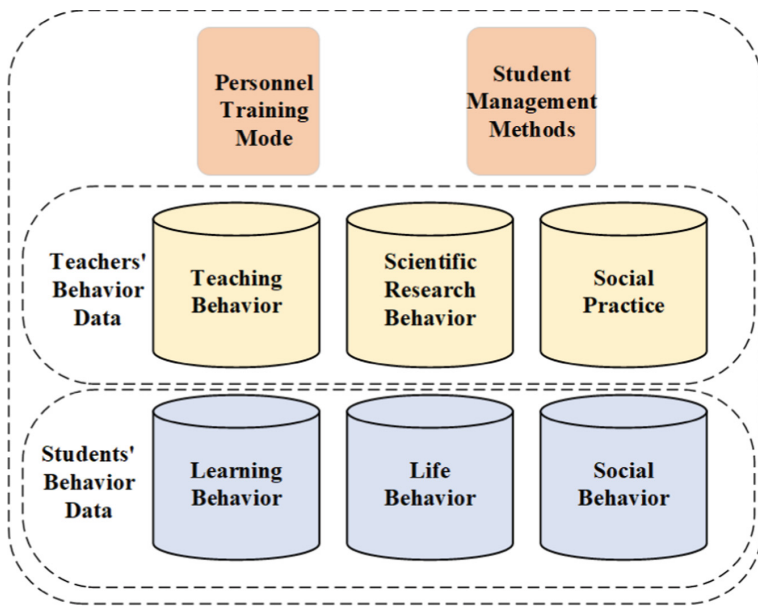 Personnel
Training
Mode
Student
Management
Methods
Teachers'
Behavior
Data
Teaching
Behavior
Scientific
Research
Behavior
Social
Practice
Students'
Behavior
Data
Learning
Behavior
Life
Behavior
Social
Behavior